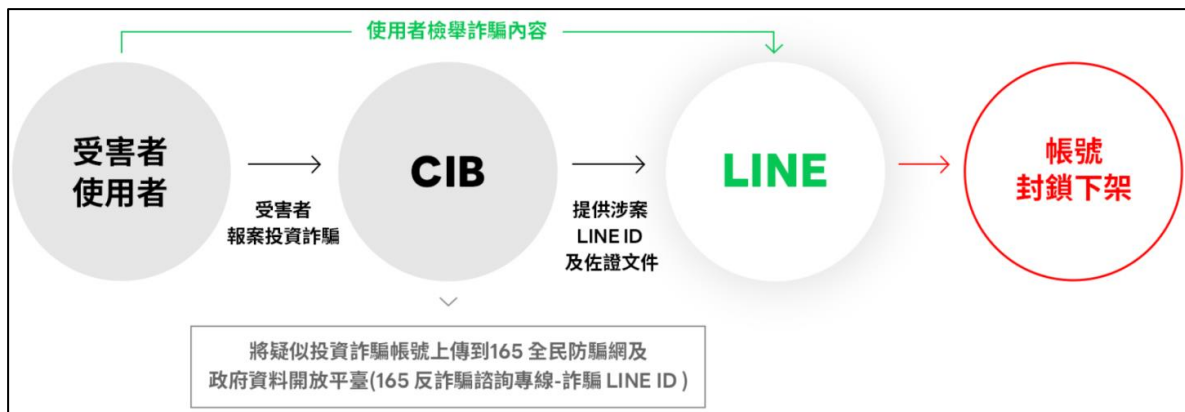 使用者檢舉詐騙內容
受害者
使用者
受害者
報案投資詐騙
CIB
提供涉案
LINE ID
及佐證文件
LINE
帳號
封鎖下架
將疑似投資詐騙帳號上傳到165 全民防騙網及
政府資料開放平臺(165 反詐騙諮詢專線-詐騙 LINE ID )